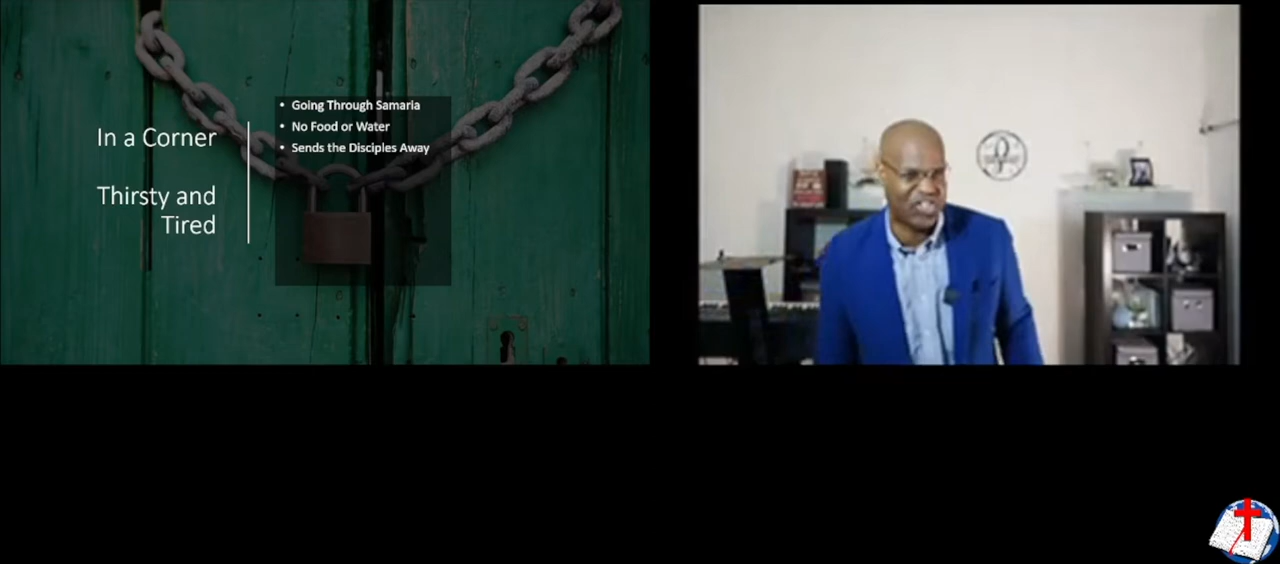 In a Corner
Thirsty and
Tired
• Going Through Samaria
• No Food or Water
• Sends the Disciples Away